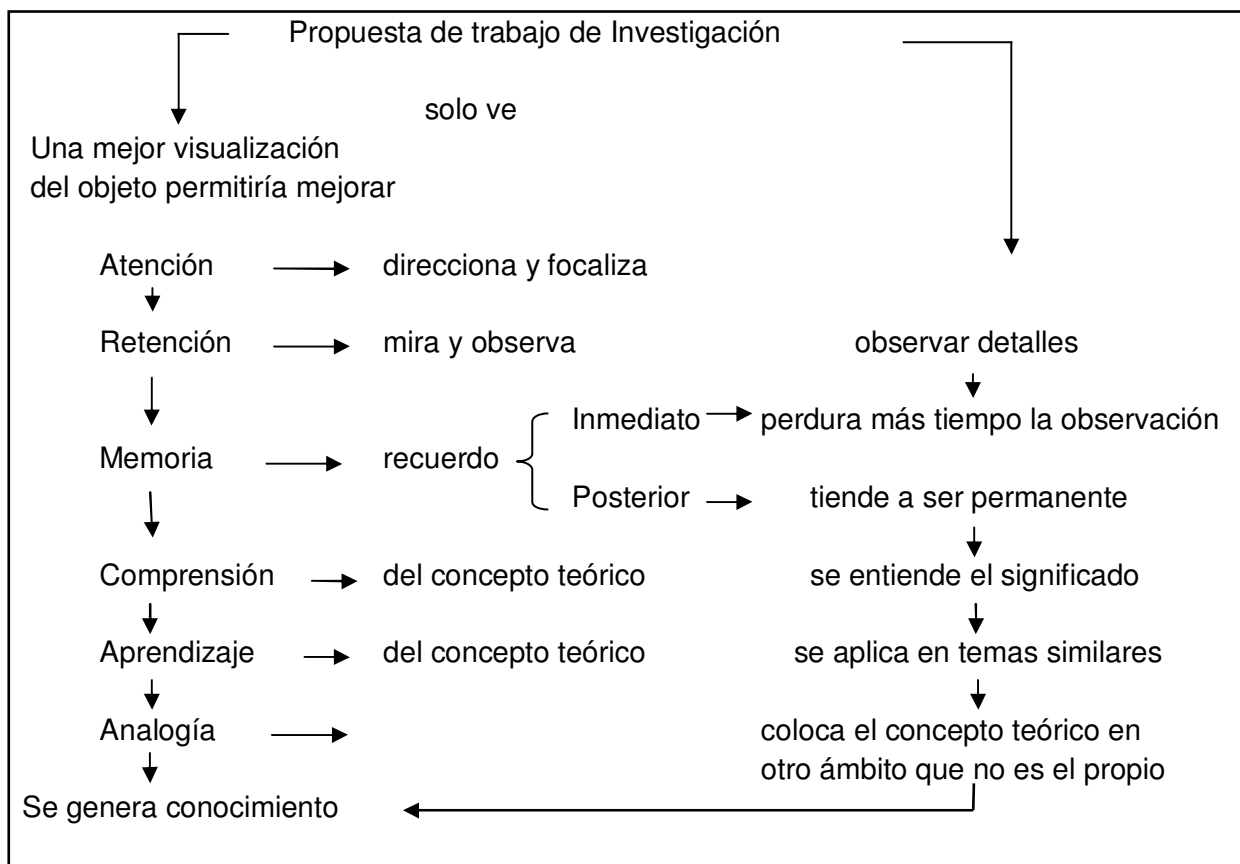 Propuesta de trabajo de Investigación
solo ve
Una mejor visualización
del objeto permitiría mejorar
Atención direcciona y focaliza
Retención mira y observa observar detalles
Inmediato perdura más tiempo la observación
Memoria recuerdo
Posterior tiende a ser permanente
Comprensión del concepto teórico se entiende el significado
Aprendizaje del concepto teórico se aplica en temas similares
Analogía coloca el concepto teórico en
otro ámbito que no es el propio
Se genera conocimiento